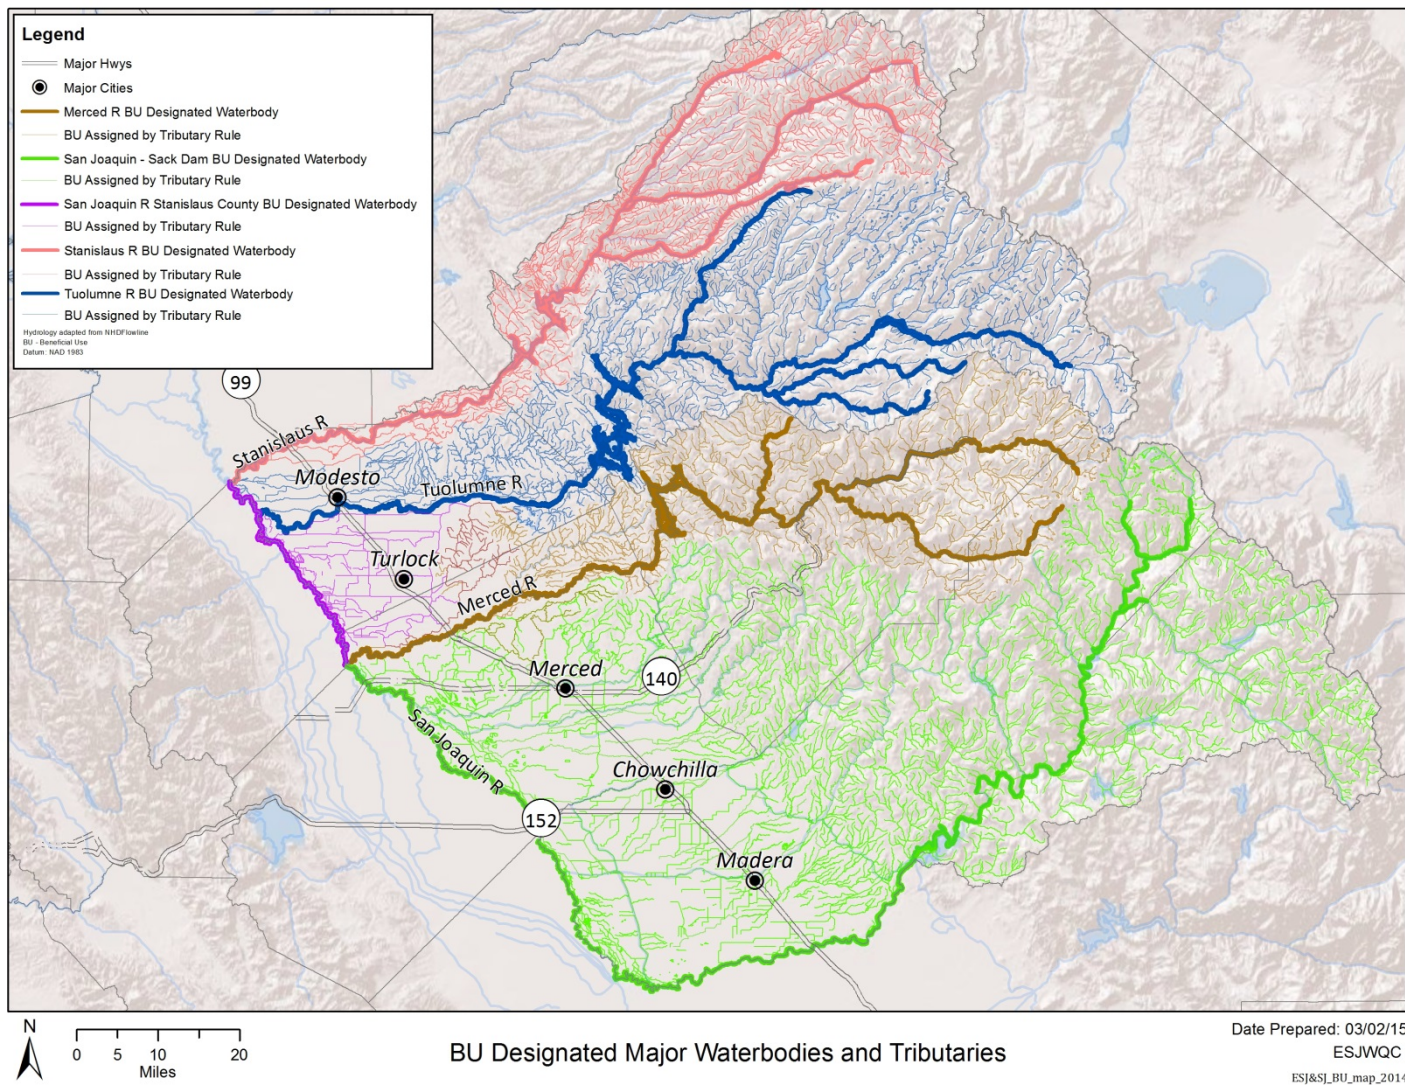 Legend
Major Hwys
Major Cities
Merced R BU Designated Waterbody
BU Assigned by Tributary Rule
San Joaquin - Sack Dam BU Designated Waterbody
BU Assigned by Tributary Rule
San Joaquin R Stanislaus County BU Designated Waterbody
BU Assigned by Tributary Rule
Stanislaus R BU Designated Waterbody
BU Assigned by Tributary Rule
Tuolumne R BU Designated Waterbody
BU Assigned by Tributary Rule
Hydrology adapted from NHDFlowline
BU - Beneficial Use
Datum: NAD 1983
99
Stanislaus R
Modesto
Tuolumne R
Turlock
Merced R
Merced
140
San Joaquin R
Chowchilla
152
Madera
N
0 5 10 20
Miles
BU Designated Major Waterbodies and Tributaries
Date Prepared: 03/02/15
ESJWQC
ESJ&SJ_BU_map_2014